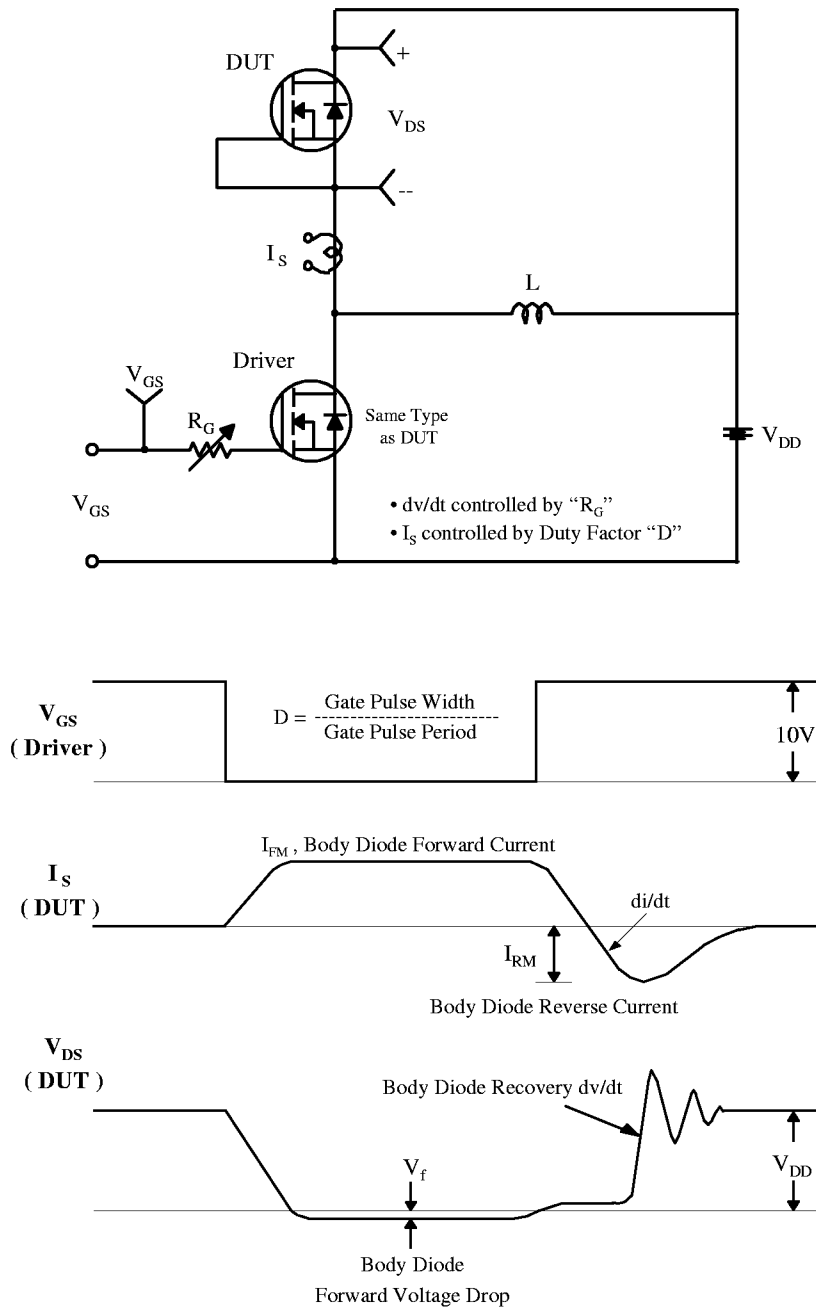 +
DUT
V_DS
--
I_S
L
Driver
V_GS
R_G
Same Type
as DUT
V_DD
V_GS
• dv/dt controlled by “R_G”
• I_S controlled by Duty Factor “D”
V_GS
( Driver )
D =
Gate Pulse Width
--------------------------
Gate Pulse Period
10V
I_FM , Body Diode Forward Current
I_S
( DUT )
di/dt
I_RM
Body Diode Reverse Current
V_DS
( DUT )
Body Diode Recovery dv/dt
V_f
V_DD
Body Diode
Forward Voltage Drop